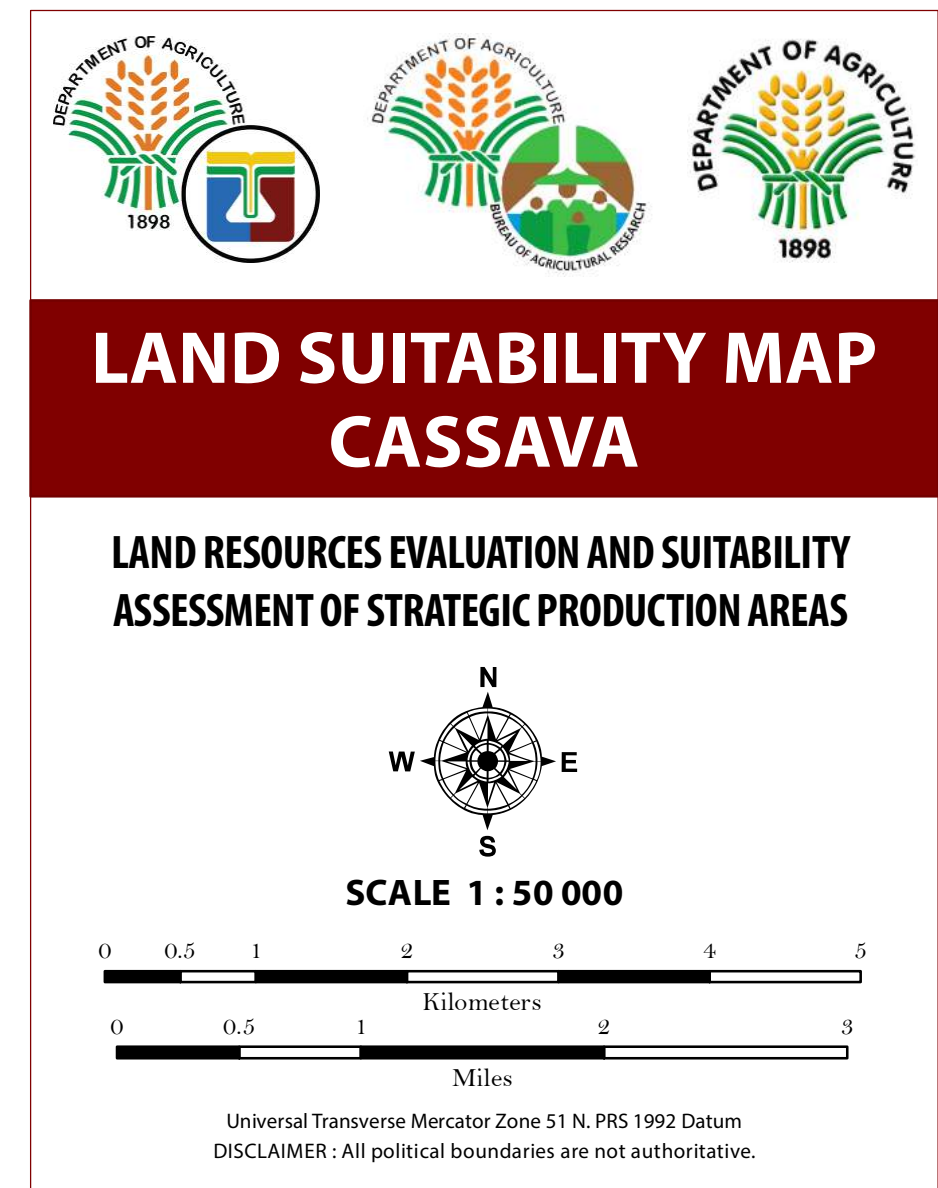 DEPARTMENT OF AGRICULTURE
1898
DEPARTMENT OF AGRICULTURE
BUREAU OF AGRICULTURAL RESEARCH
DEPARTMENT OF AGRICULTURE
1898
LAND SUITABILITY MAP
CASSAVA
LAND RESOURCES EVALUATION AND SUITABILITY
ASSESSMENT OF STRATEGIC PRODUCTION AREAS
N
W E
S
SCALE 1 : 50 000
0 0.5 1 2 3 4 5
Kilometers
0 0.5 1 2 3
Miles
Universal Transverse Mercator Zone 51 N. PRS 1992 Datum
DISCLAIMER : All political boundaries are not authoritative.